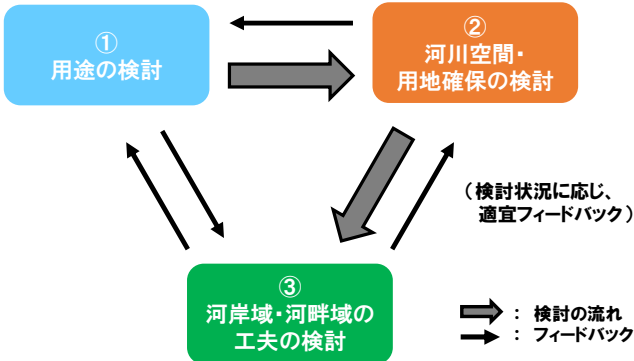 ①
用途の検討
②
河川空間・
用地確保の検討
（検討状況に応じ、
適宜フィードバック）
③
河岸域・河畔域の
工夫の検討
： 検討の流れ
： フィードバック